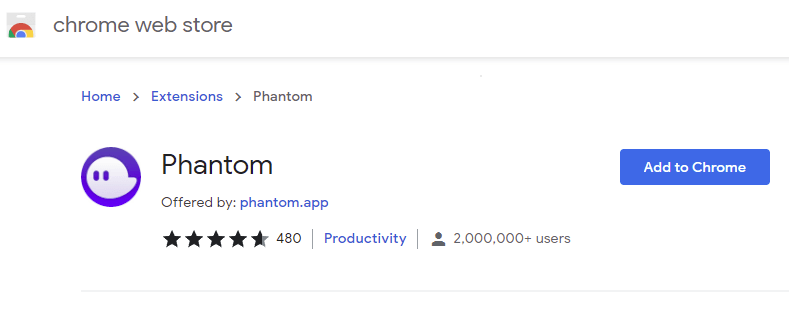 chrome web store
Home > Extensions > Phantom
Phantom
Add to Chrome
Offered by: phantom.app
480 Productivity 2,000,000+ users